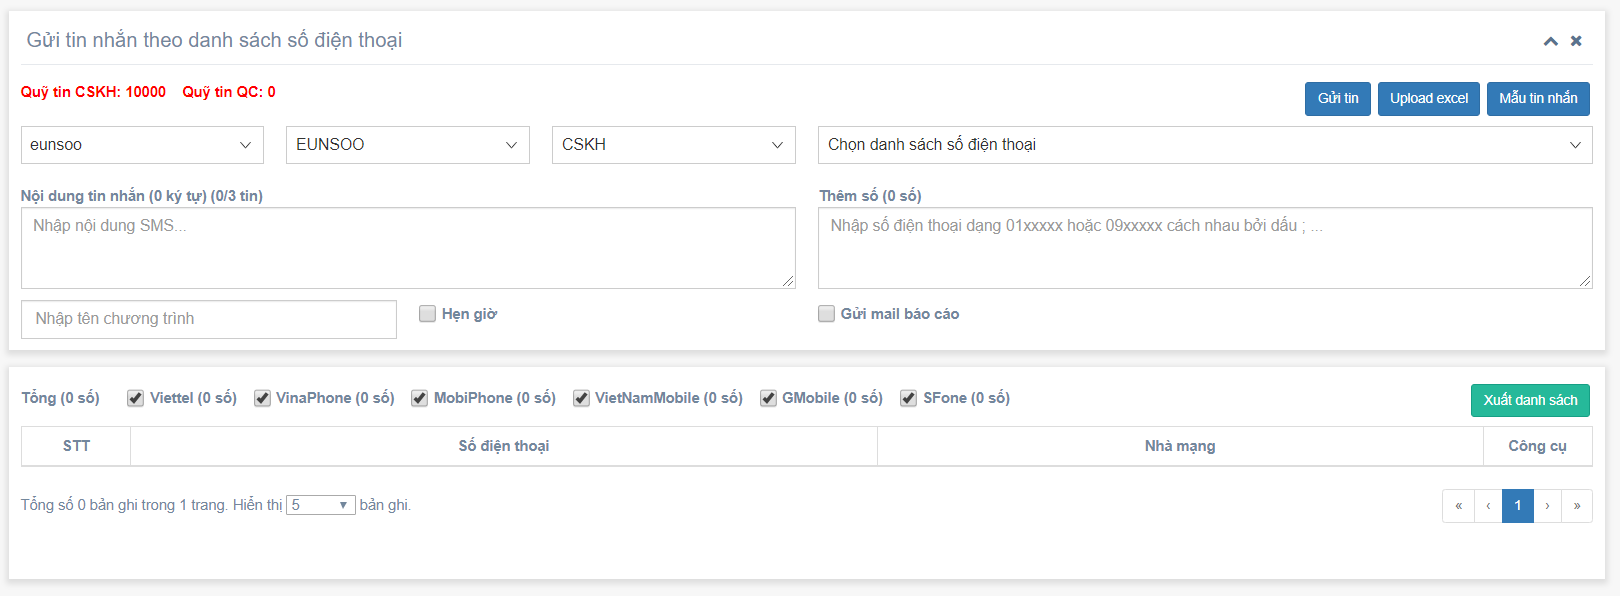 Gửi tin nhắn theo danh sách số điện thoại
Quỹ tin CSKH: 10000 Quỹ tin QC: 0
Gửi tin Upload excel Mẫu tin nhắn
eunsoo EUNSOO CSKH Chọn danh sách số điện thoại
Nội dung tin nhắn (0 ký tự) (0/3 tin) Thêm số (0 số)
Nhập nội dung SMS... Nhập số điện thoại dạng 01xxxxx hoặc 09xxxxx cách nhau bởi dấu ; ...
Nhập tên chương trình Hẹn giờ Gửi mail báo cáo
Tổng (0 số) Viettel (0 số) VinaPhone (0 số) MobiPhone (0 số) VietNamMobile (0 số) GMobile (0 số) SFone (0 số) Xuất danh sách
STT Số điện thoại Nhà mạng Công cụ
Tổng số 0 bản ghi trong 1 trang. Hiển thị 5 bản ghi. « ‹ 1 › »